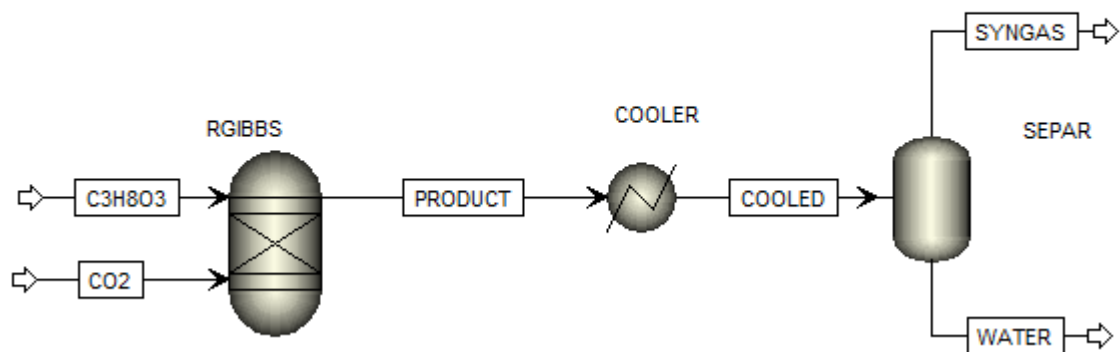 SYNGAS
COOLER
RGIBBS
SEPAR
C3H8O3
PRODUCT
COOLED
CO2
WATER